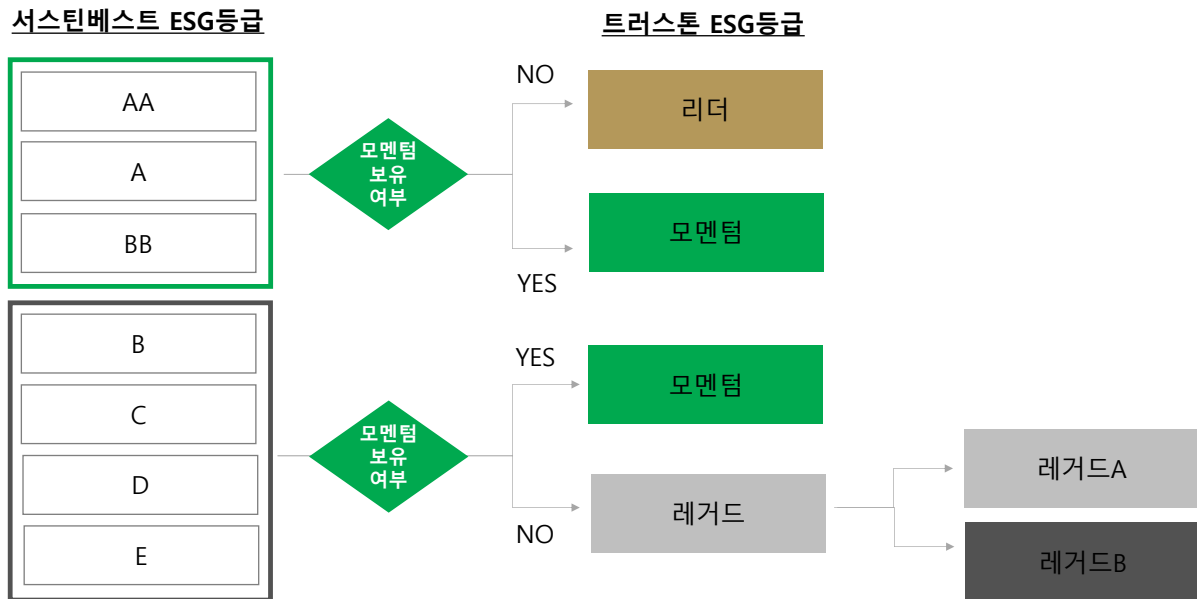 서스틴베스트 ESG등급
트러스톤 ESG등급
AA
A
BB
모멘텀
보유
여부
NO
리더
YES
모멘텀
B
C
D
E
모멘텀
보유
여부
YES
모멘텀
NO
레거드
레거드A
레거드B